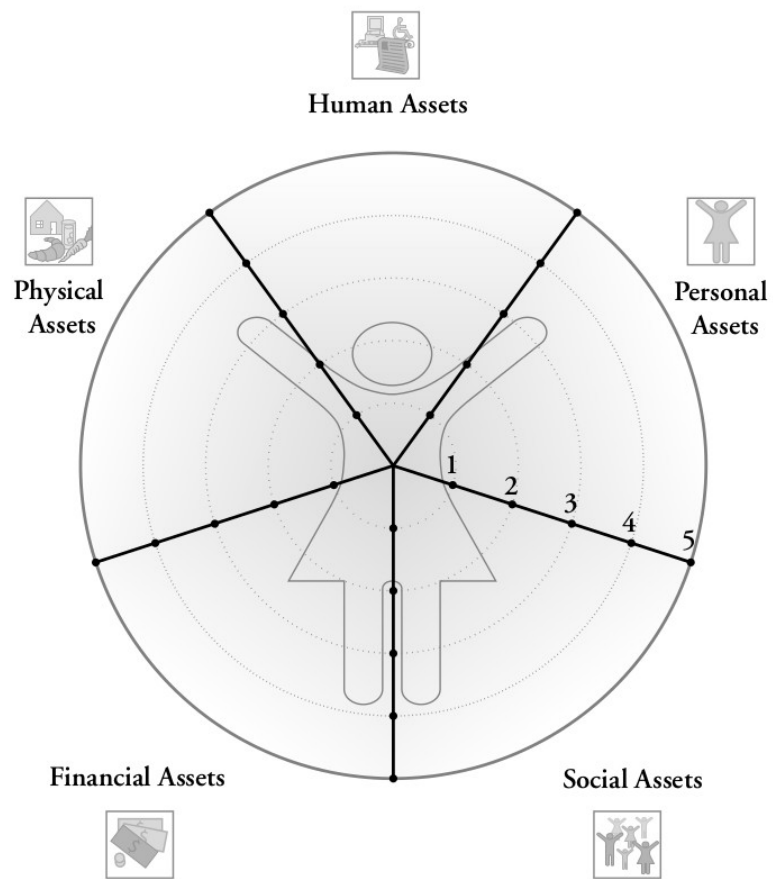 Human Assets
Physical
Assets
Personal
Assets
1
2
3
4
5
Financial Assets
Social Assets
$
$
$